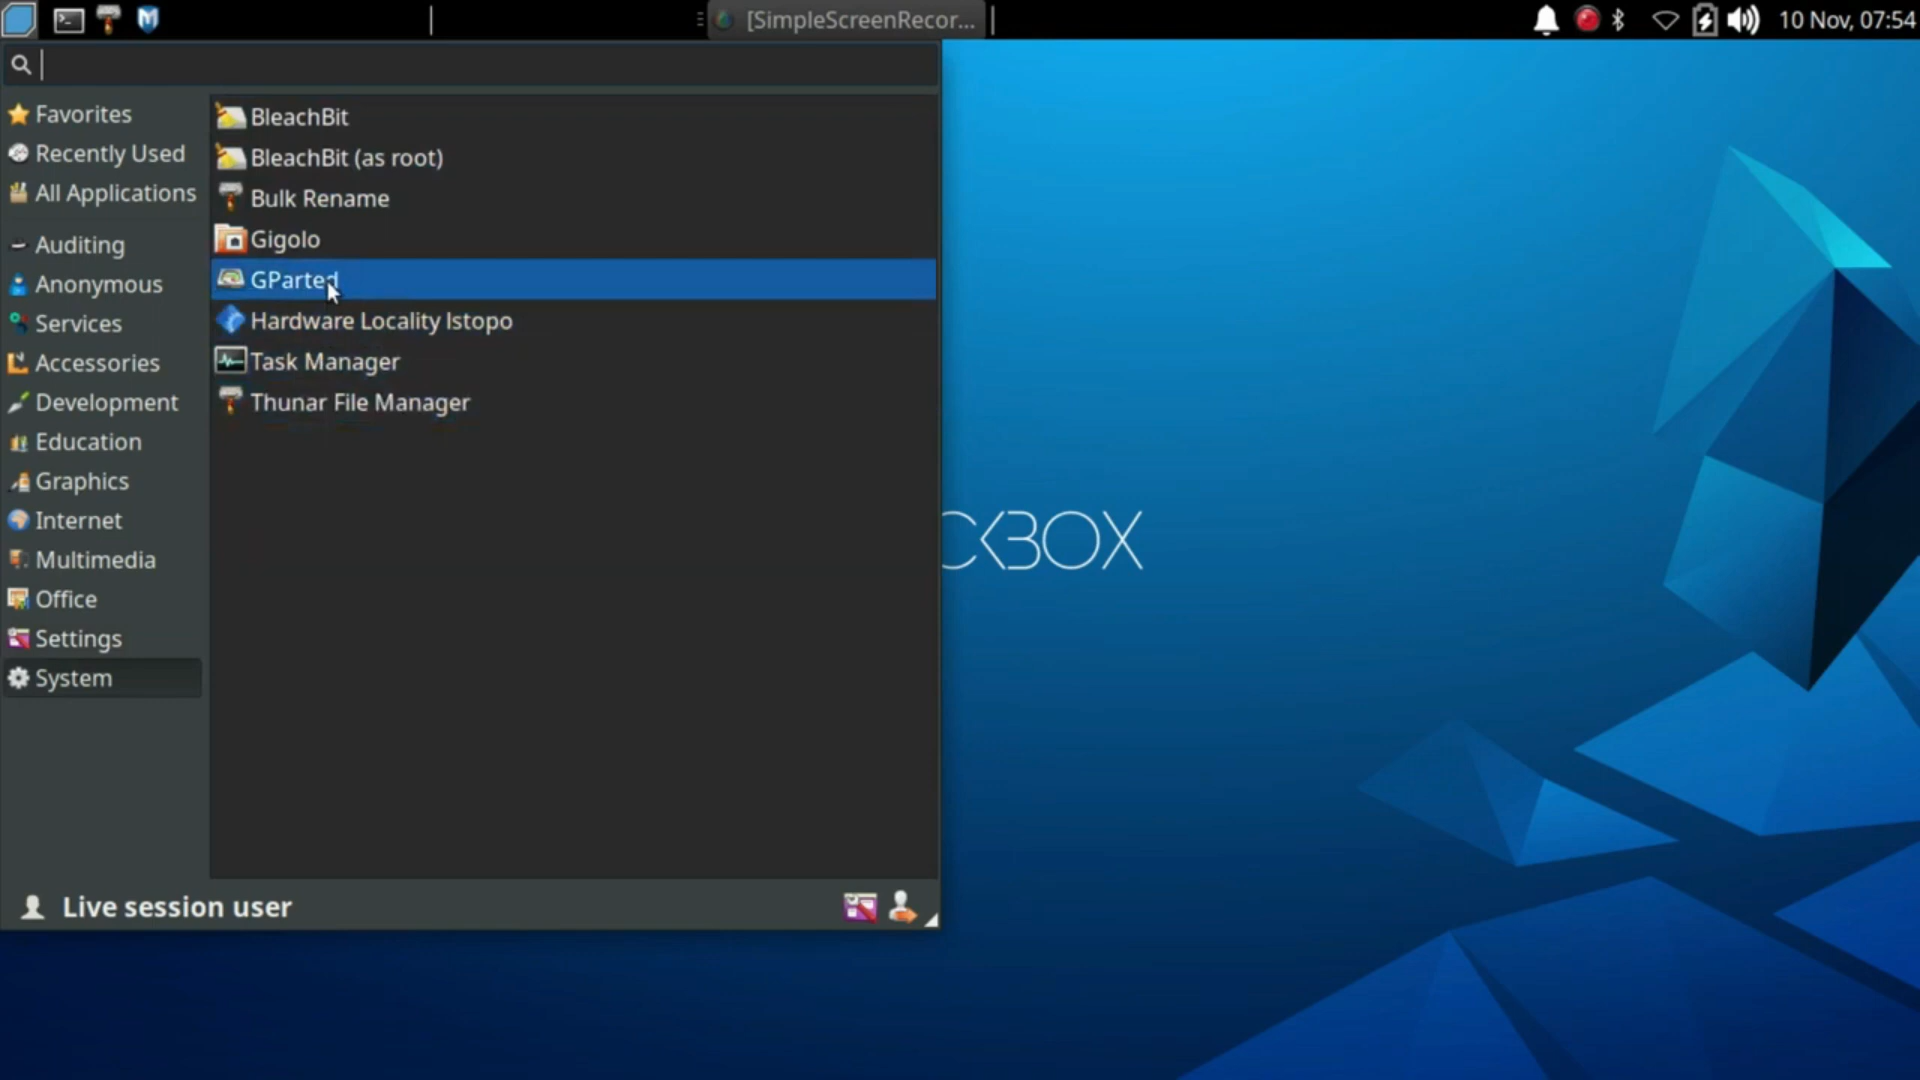 [SimpleScreenRecor...
10 Nov, 07:54
Favorites
Recently Used
All Applications
Auditing
Anonymous
Services
Accessories
Development
Education
Graphics
Internet
Multimedia
Office
Settings
System
BleachBit
BleachBit (as root)
Bulk Rename
Gigolo
GParted
Hardware Locality lstopo
Task Manager
Thunar File Manager
CKBOX
Live session user